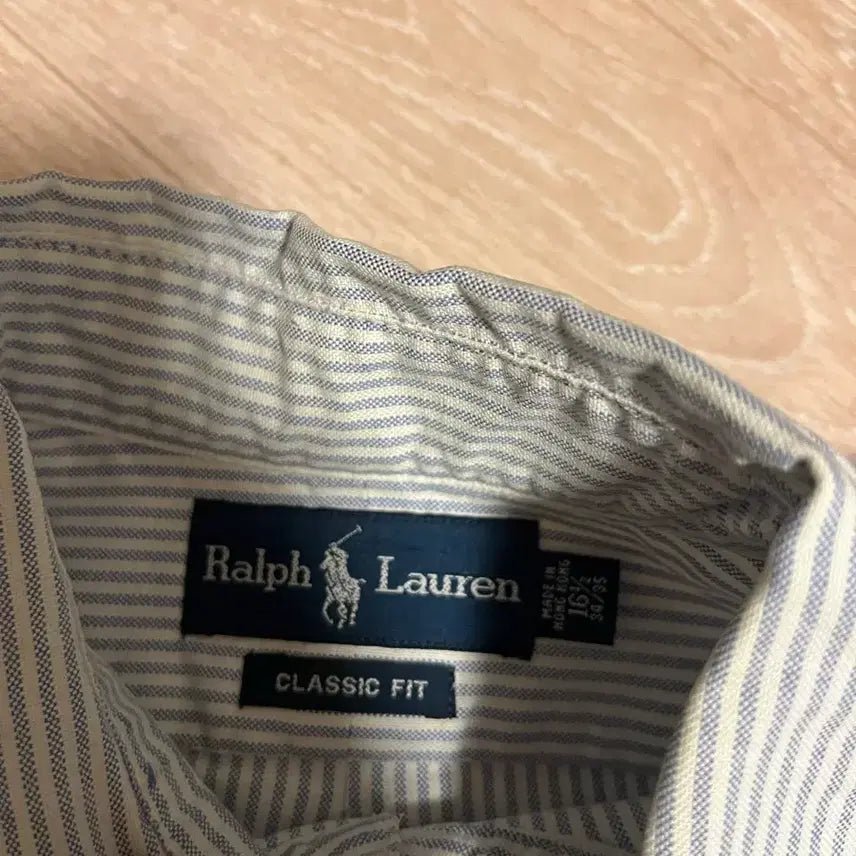 Ralph Lauren
MADE IN
HONG KONG
16½
34/35
CLASSIC FIT